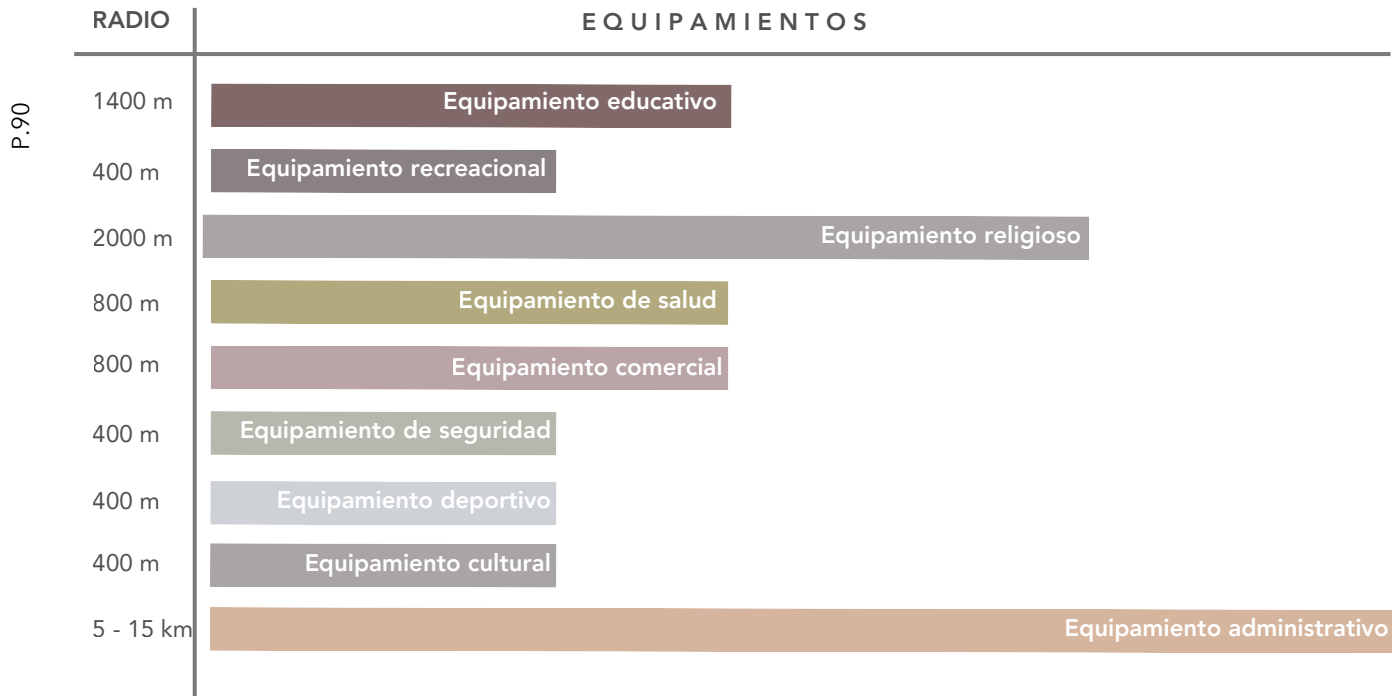 RADIO
EQUIPAMIENTOS
P.90
1400 m
Equipamiento educativo
400 m
Equipamiento recreacional
2000 m
Equipamiento religioso
800 m
Equipamiento de salud
800 m
Equipamiento comercial
400 m
Equipamiento de seguridad
400 m
Equipamiento deportivo
400 m
Equipamiento cultural
5 - 15 km
Equipamiento administrativo